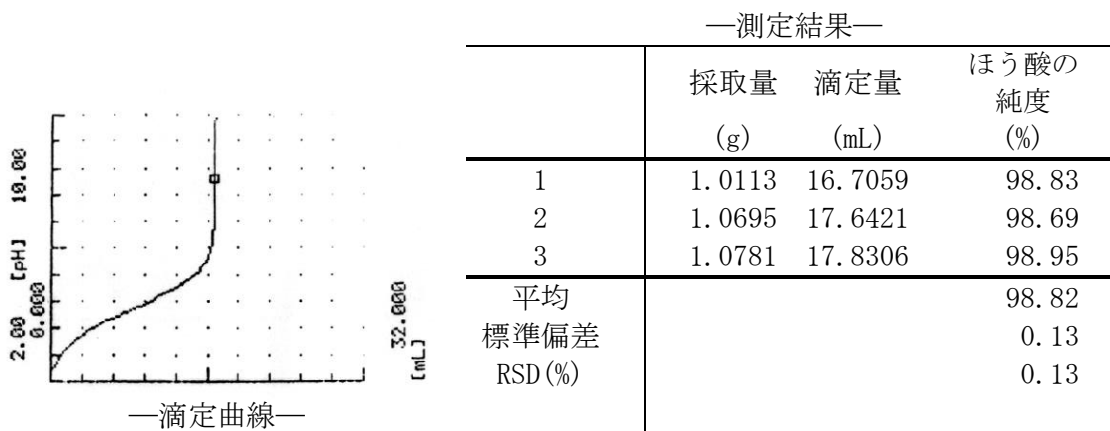 10.00
[pH]
2.00
0.000
32.000
[mL]
―滴定曲線―
―測定結果―
採取量 滴定量 ほう酸の
純度
(g) (mL) (%)
1 1.0113 16.7059 98.83
2 1.0695 17.6421 98.69
3 1.0781 17.8306 98.95
平均 98.82
標準偏差 0.13
RSD(%) 0.13